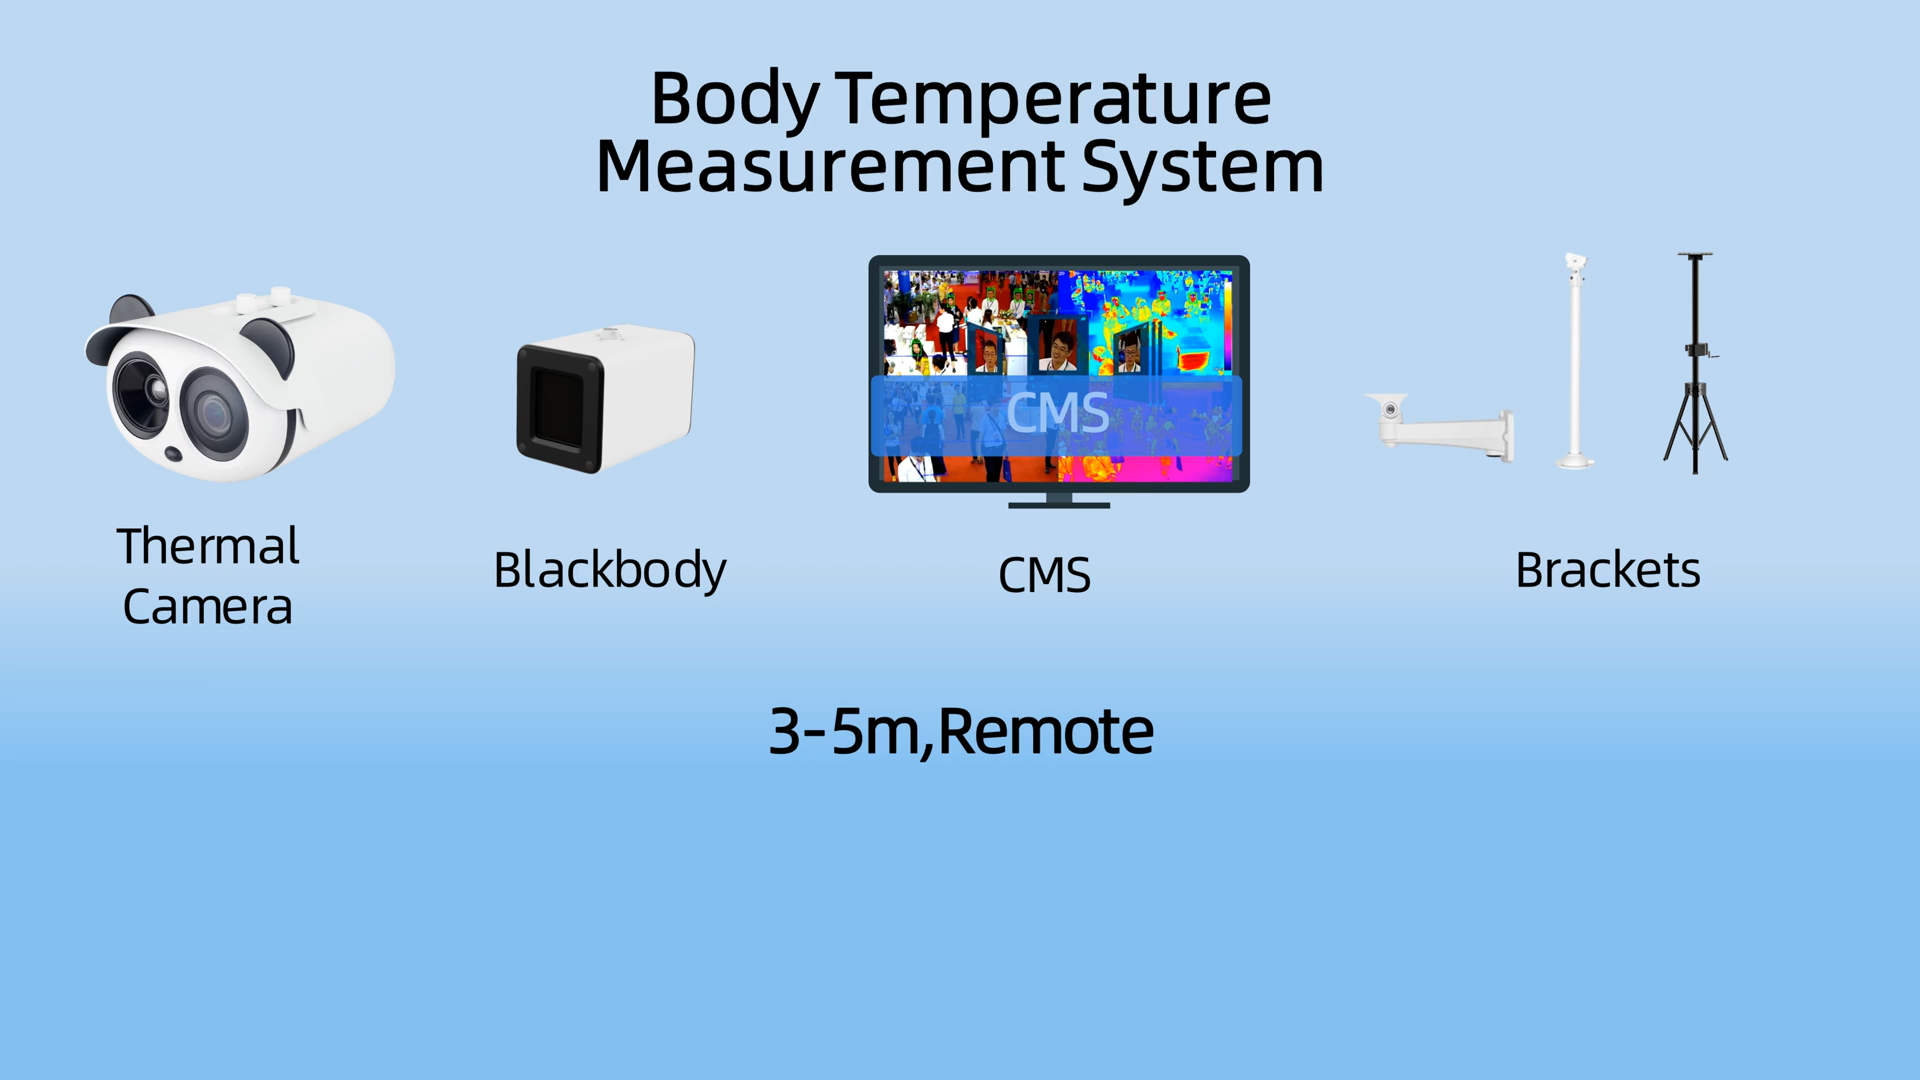 Body Temperature
Measurement System
CMS
Thermal
Camera
Blackbody
CMS
Brackets
3-5m,Remote